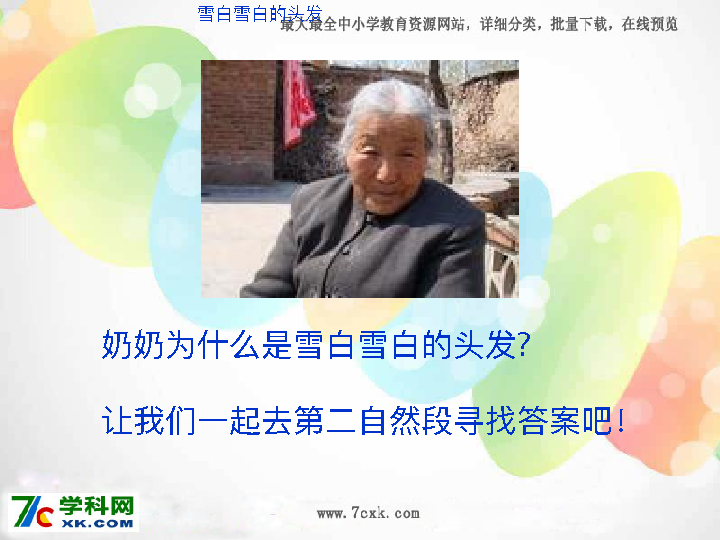 雪白雪白的头发
最大最全中小学教育资源网站，详细分类，批量下载，在线预览
奶奶为什么是雪白雪白的头发?
让我们一起去第二自然段寻找答案吧!
7c学科网
XK.COM
www.7cxk.com